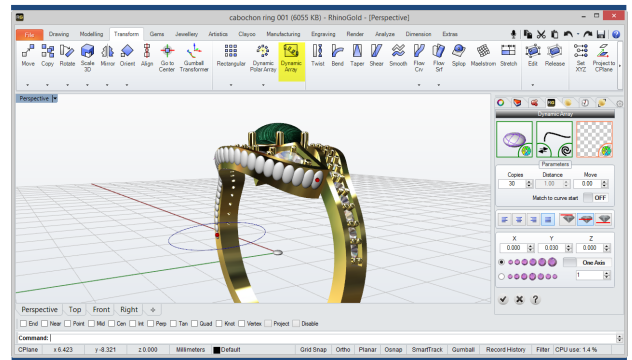 RG
cabochon ring 001 (6055 KB) - RhinoGold - [Perspective]
File Drawing Modelling Transform Gems Jewellery Artistics Clayoo Manufacturing Engraving Render Analyze Dimension Extras
Move Copy Rotate Scale 3D Mirror Orient Align Go to Center Gumball Transformer Rectangular Dynamic Polar Array Dynamic Array Twist Bend Taper Shear Smooth Flow Crv Flow Srf Splop Maelstrom Stretch Edit Release Set XYZ Project to CPlane
Perspective
RG
Dynamic Array
Parameters
Copies Distance Move
30 1.00 0.00
Match to curve start OFF
X Y Z
0.000 0.030 0.000
One Axis
1
Perspective Top Front Right
End Near Point Mid Cen Int Perp Tan Quad Knot Vertex Project Disable
Command:
CPlane x 6.423 y -8.321 z 0.000 Millimeters Default Grid Snap Ortho Planar Osnap SmartTrack Gumball Record History Filter CPU use: 1.4 %